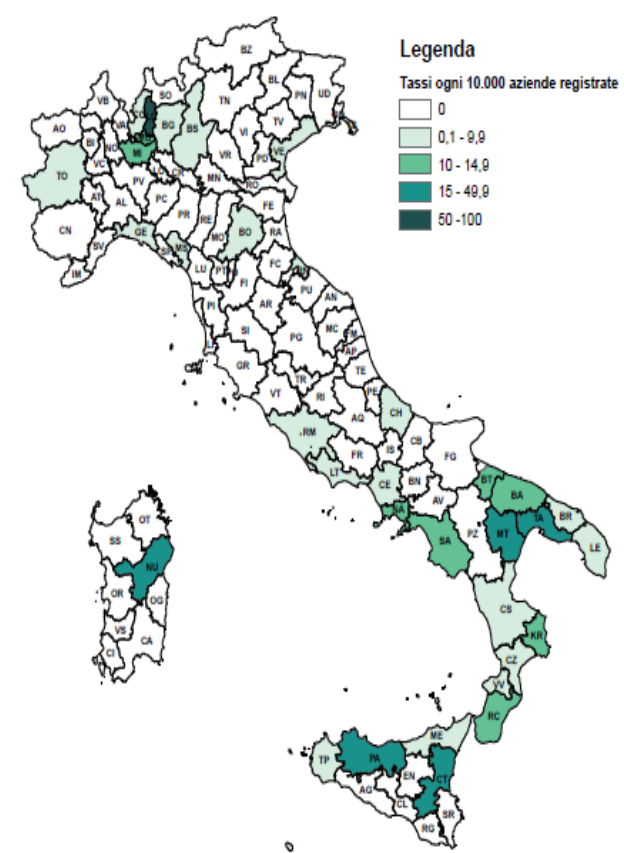 Legenda
Tassi ogni 10.000 aziende registrate
0
0,1 - 9,9
10 - 14,9
15 - 49,9
50 -100
BZ
SO
BL
VB
TN
PN
UD
AO
VA
BG
BS
VI
TV
BI
NO
MI
VR
PD
VE
TO
VC
LO
CR
MN
RO
PV
AT
AL
PC
PR
RE
MO
FE
BO
RA
CN
SV
GE
MS
IM
LU
PT
FC
FI
PU
AN
PI
AR
MC
SI
PG
AP
TE
GR
TR
VT
RI
PE
AQ
CH
RM
FR
IS
CB
FG
LT
CE
BN
BT
BA
NA
AV
SA
PZ
MT
TA
BR
LE
OT
SS
NU
OR
OG
VS
CI
CA
CS
KR
CZ
VV
RC
ME
TP
PA
EN
CT
AG
CL
SR
RG